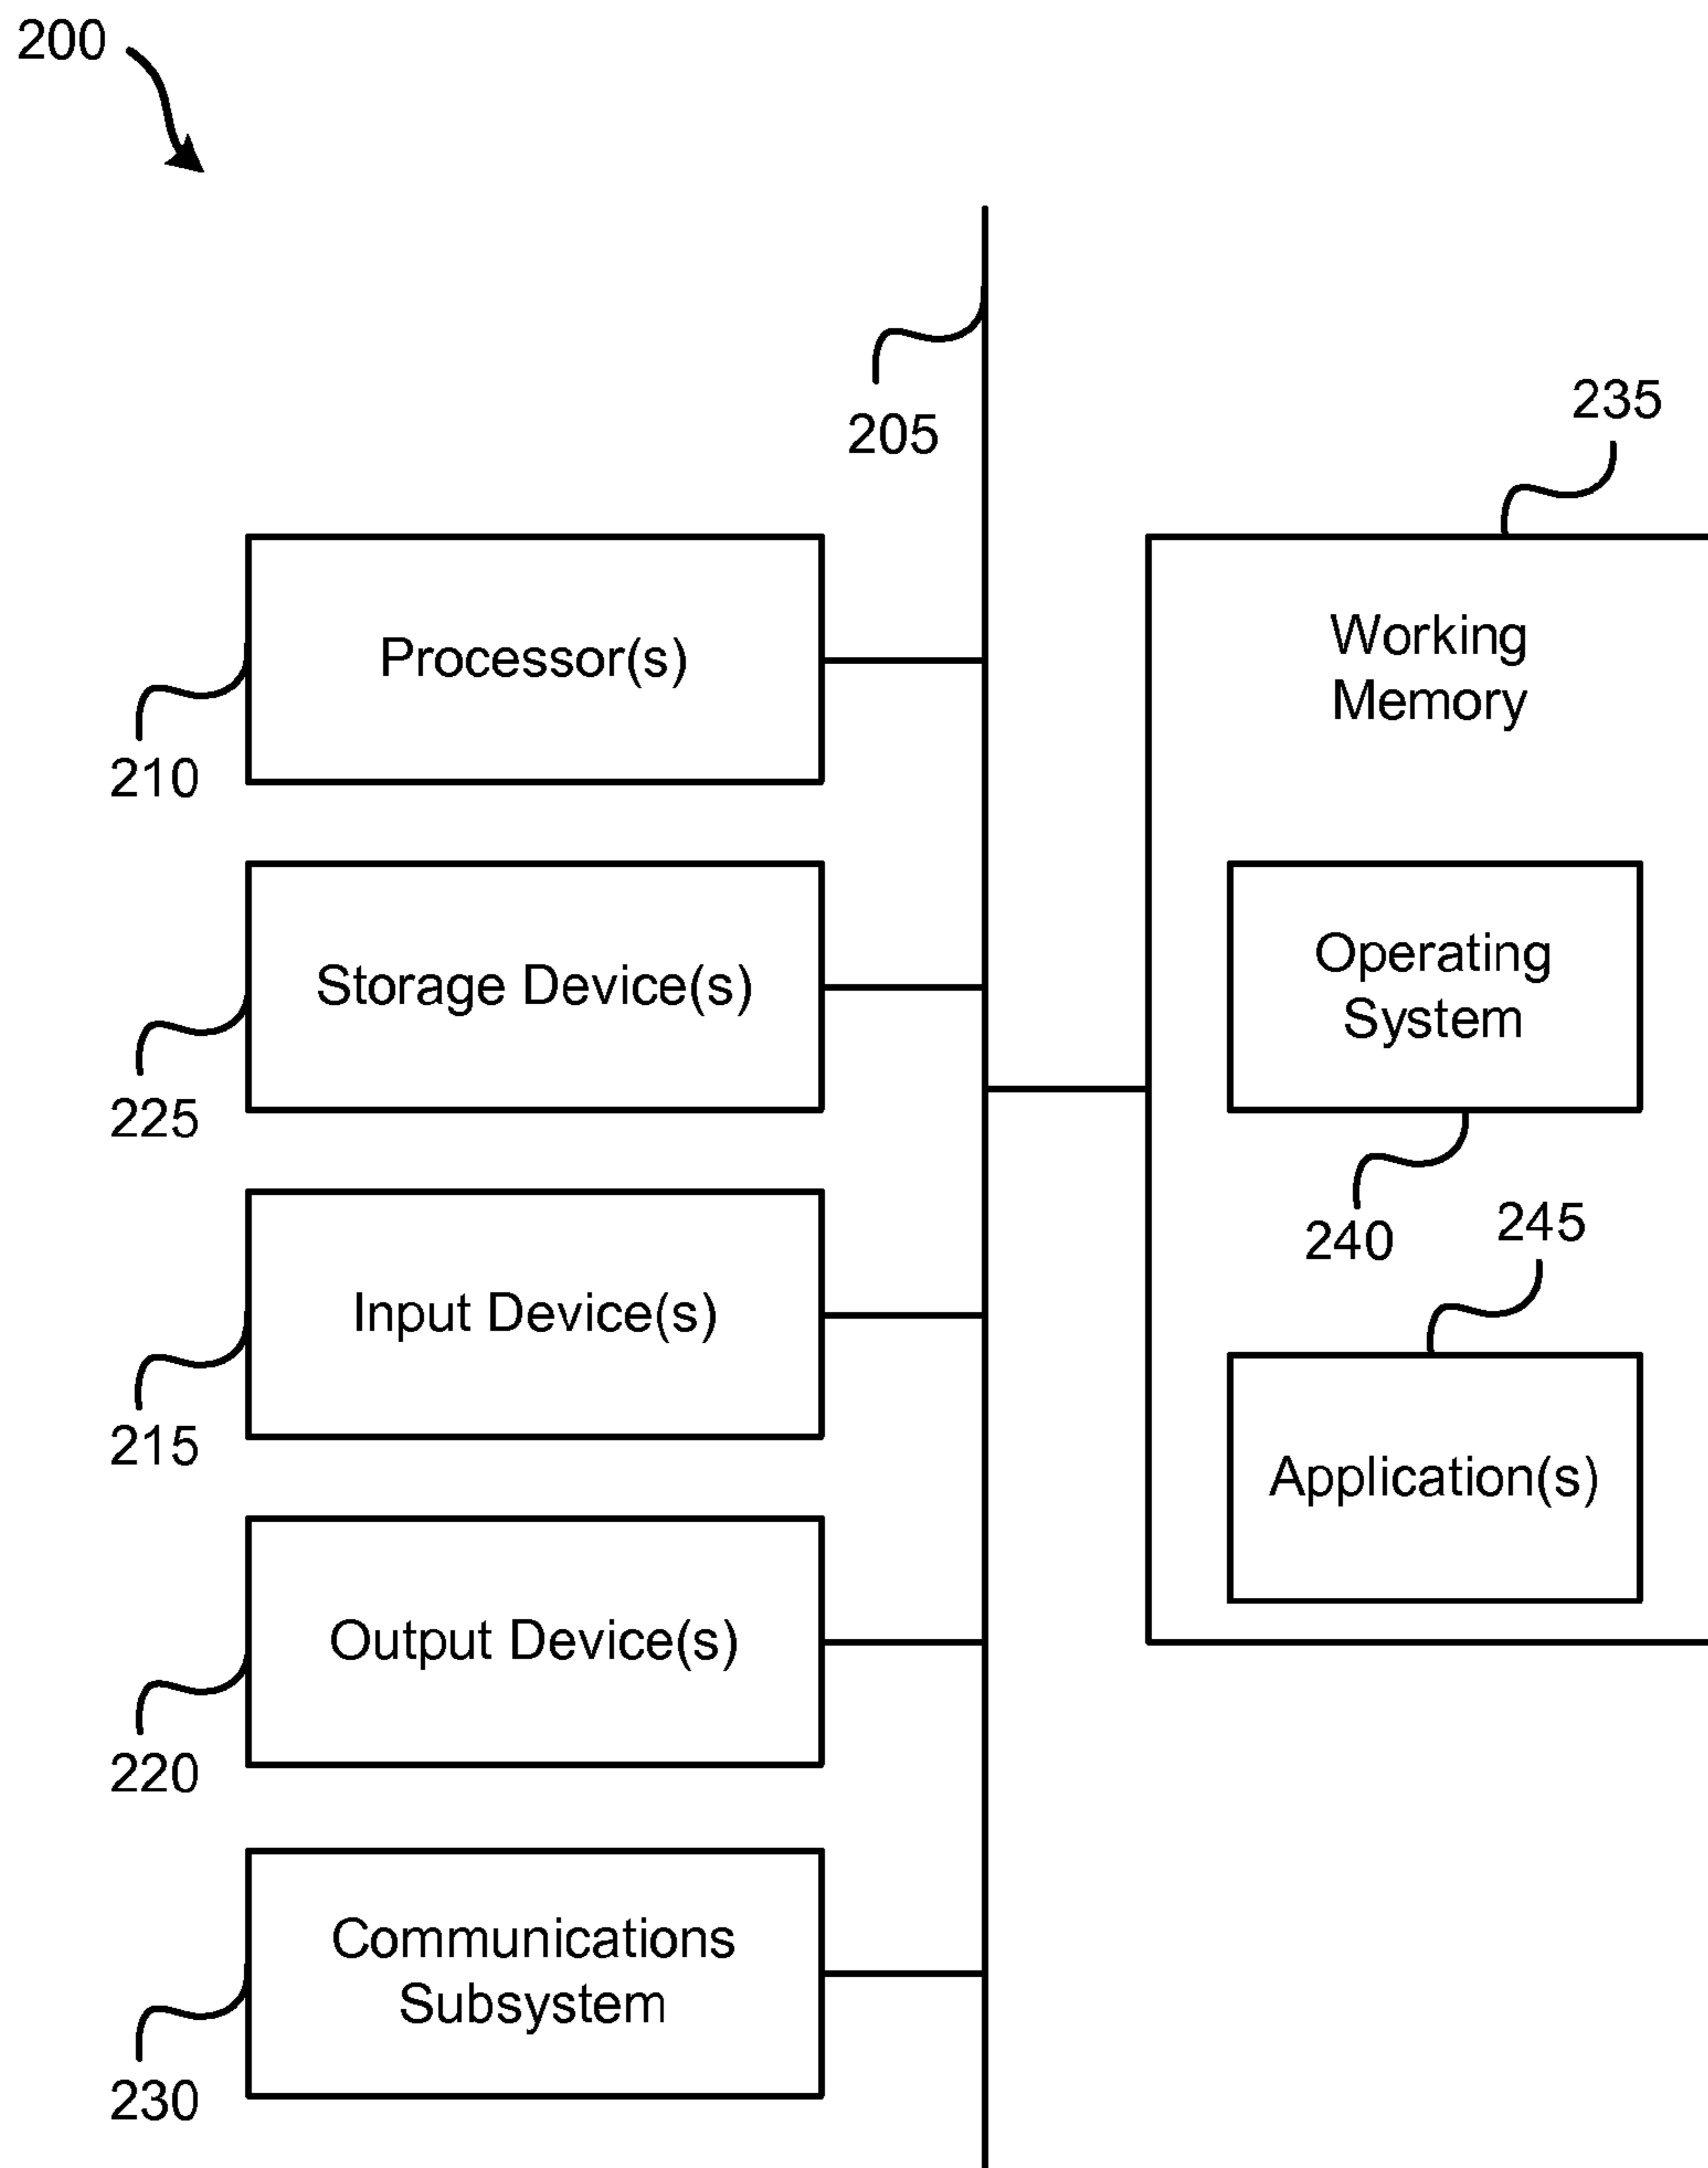 200
205
235
Processor(s)
210
Working
Memory
Storage Device(s)
225
Operating
System
240
245
Input Device(s)
215
Application(s)
Output Device(s)
220
Communications
Subsystem
230